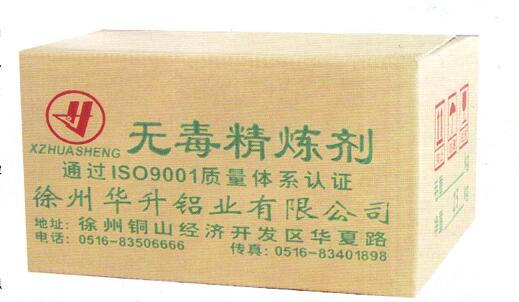 XZHUASHENG
无毒精炼剂
通过ISO9001质量体系认证
徐州华升铝业有限公司
地址: 徐州铜山经济开发区华夏路
电话: 0516-83506666 传真: 0516-83401898